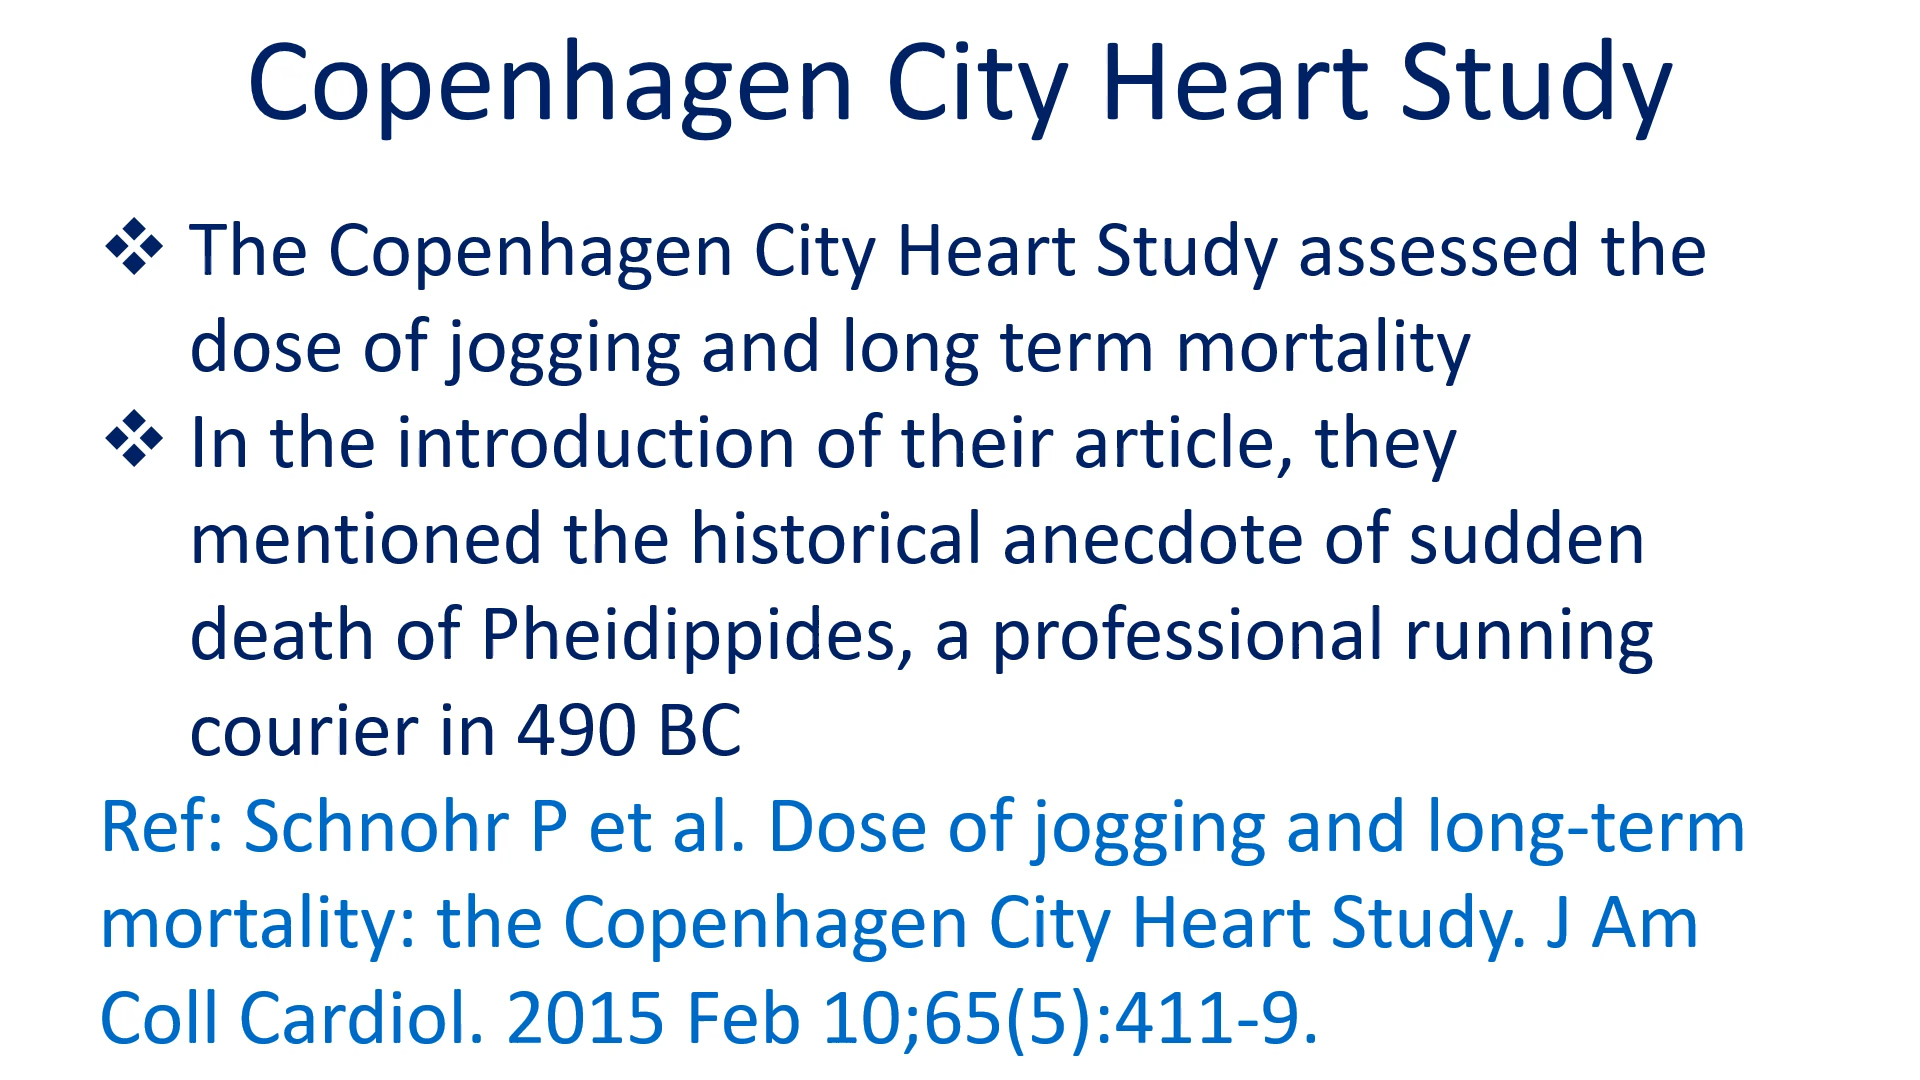 Copenhagen City Heart Study
❖ The Copenhagen City Heart Study assessed the
dose of jogging and long term mortality
❖ In the introduction of their article, they
mentioned the historical anecdote of sudden
death of Pheidippides, a professional running
courier in 490 BC
Ref: Schnohr P et al. Dose of jogging and long-term
mortality: the Copenhagen City Heart Study. J Am
Coll Cardiol. 2015 Feb 10;65(5):411-9.